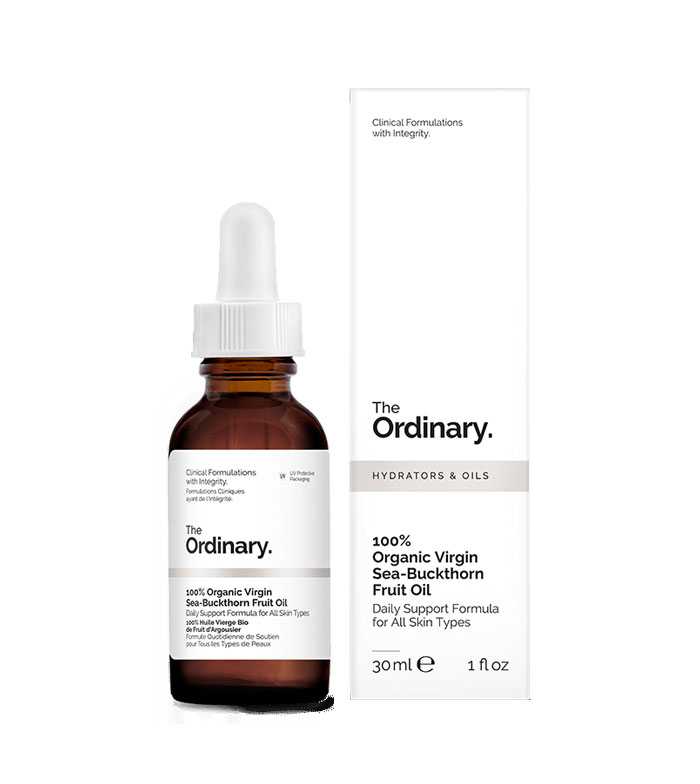 Clinical Formulations
with Integrity.
The
Ordinary.
HYDRATORS & OILS
100%
Organic Virgin
Sea-Buckthorn
Fruit Oil
Daily Support Formula
for All Skin Types
30 ml ℮ 1 fl oz
Clinical Formulations
with Integrity.
Formulations Cliniques
ayant de l'Intégrité.
UV UV Protective
Packaging
The
Ordinary.
100% Organic Virgin
Sea-Buckthorn Fruit Oil
Daily Support Formula for All Skin Types
100% Huile Vierge Bio
de Fruit d'Argousier
Formule Quotidienne de Soutien
pour Tous les Types de Peaux